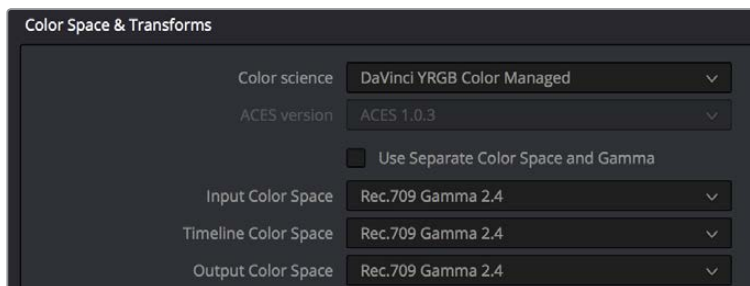 Color Space & Transforms
Color science DaVinci YRGB Color Managed
ACES version ACES 1.0.3
Use Separate Color Space and Gamma
Input Color Space Rec.709 Gamma 2.4
Timeline Color Space Rec.709 Gamma 2.4
Output Color Space Rec.709 Gamma 2.4